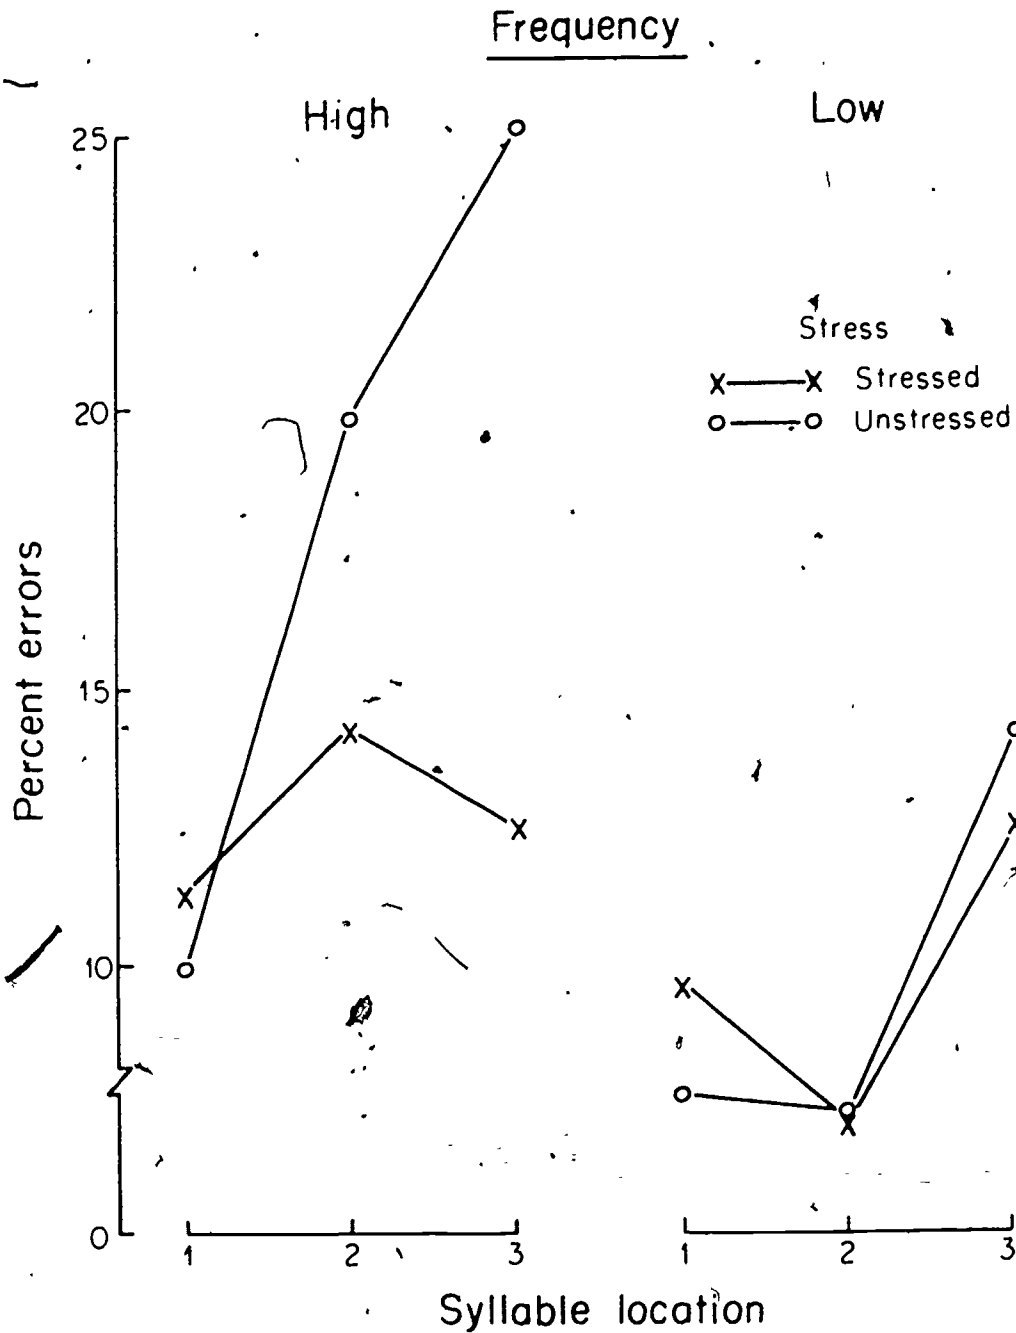 Frequency
High
Low
25
20
15
10
0
Percent errors
Stress
X—X Stressed
O—O Unstressed
1 2 3
1 2 3
Syllable location